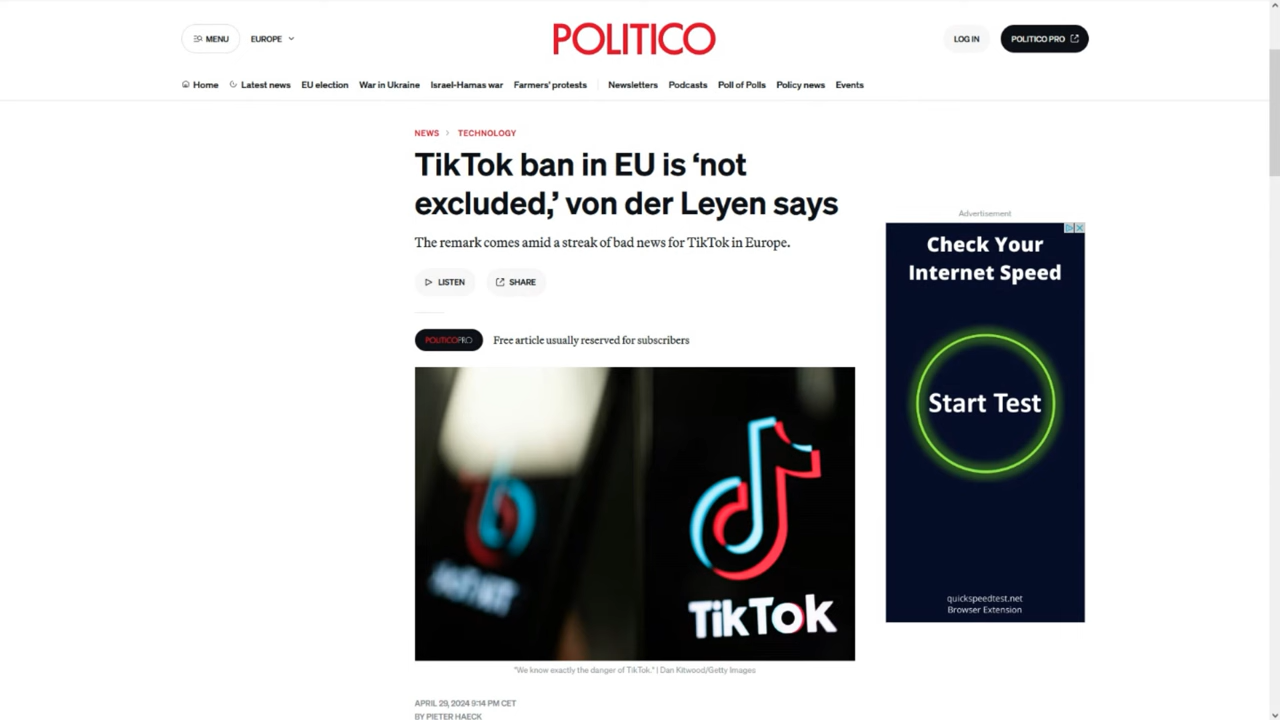 MENU
EUROPE
POLITICO
LOG IN
POLITICO PRO
Home
Latest news
EU election
War in Ukraine
Israel-Hamas war
Farmers' protests
Newsletters
Podcasts
Poll of Polls
Policy news
Events
NEWS
TECHNOLOGY
TikTok ban in EU is ‘not
excluded,’ von der Leyen says
The remark comes amid a streak of bad news for TikTok in Europe.
LISTEN
SHARE
POLITICOPRO
Free article usually reserved for subscribers
TikTok
"We know exactly the danger of TikTok." | Dan Kitwood/Getty Images
APRIL 29, 2024 9:14 PM CET
BY PIETER HAECK
Advertisement
Check Your
Internet Speed
Start Test
quickspeedtest.net
Browser Extension